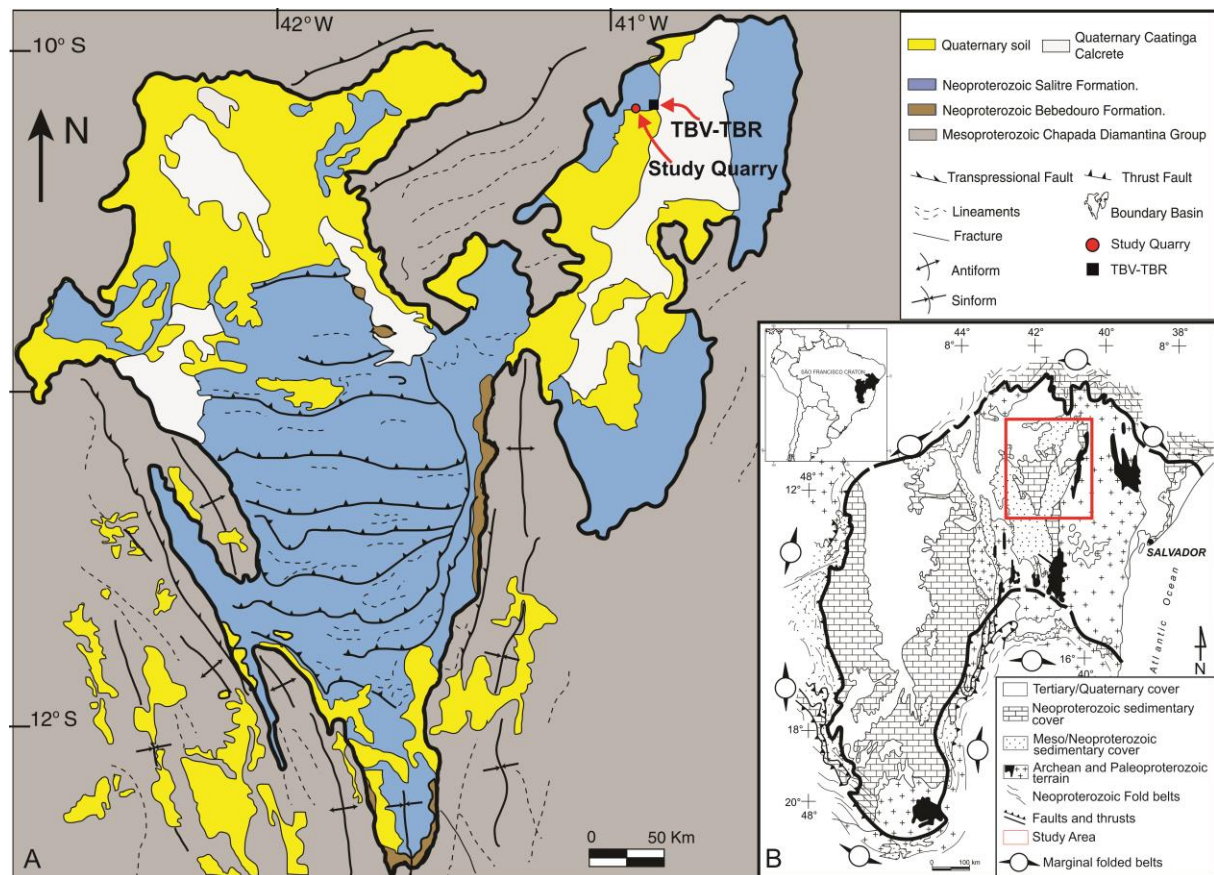 42° W
41° W
10° S
N
TBV-TBR
Study Quarry
12° S
0 50 Km
A
Quaternary soil
Quaternary Caatinga
Calcrete
Neoproterozoic Salitre Formation.
Neoproterozoic Bebedouro Formation.
Mesoproterozoic Chapada Diamantina Group
Transpressional Fault
Thrust Fault
Lineaments
Boundary Basin
Fracture
Study Quarry
Antiform
TBV-TBR
Sinform
44°
42°
40°
37°
8°
8°
SÃO FRANCISCO CRATON
48°
12°
SALVADOR
Atlantic Ocean
N
16°
40°
18°
20°
48°
0 100 km
B
Tertiary/Quaternary cover
Neoproterozoic sedimentary
cover
Meso/Neoproterozoic
sedimentary cover
Archean and Paleoproterozoic
terrain
Neoproterozoic Fold belts
Faults and thrusts
Study Area
Marginal folded belts